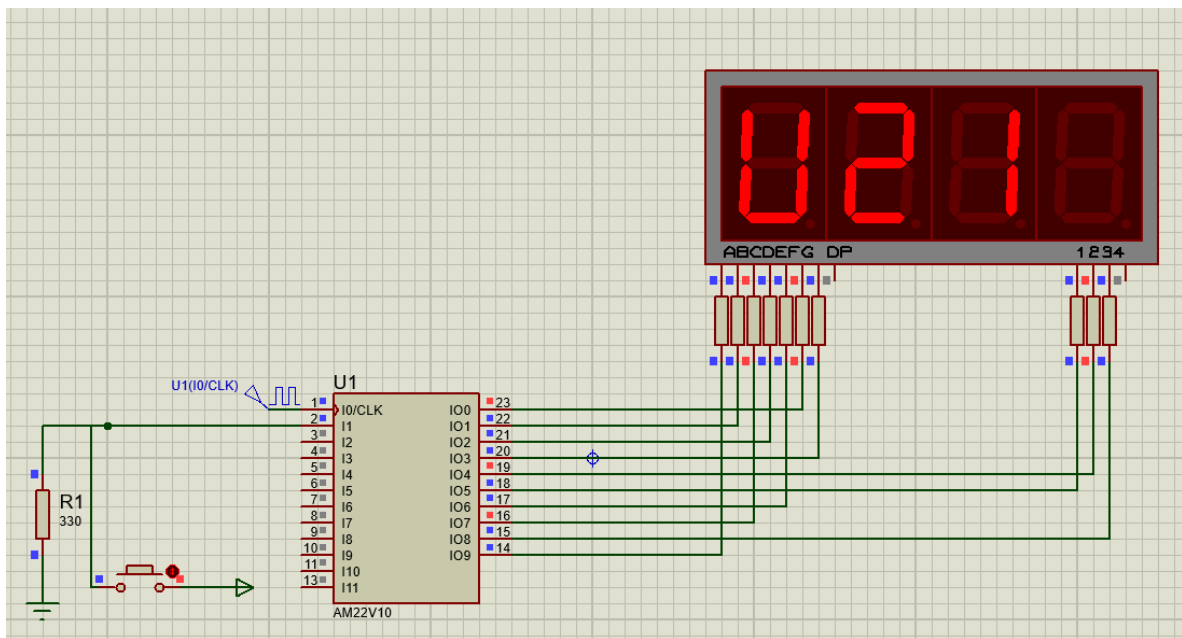 U21
ABCDEFG DP
1234
U1(I0/CLK)
U1
1 I0/CLK IO0 23
2 I1 IO1 22
3 I2 IO2 21
4 I3 IO3 20
5 I4 IO4 19
6 I5 IO5 18
7 I6 IO6 17
8 I7 IO7 16
9 I8 IO8 15
10 I9 IO9 14
11 I10
13 I11
AM22V10
R1
330